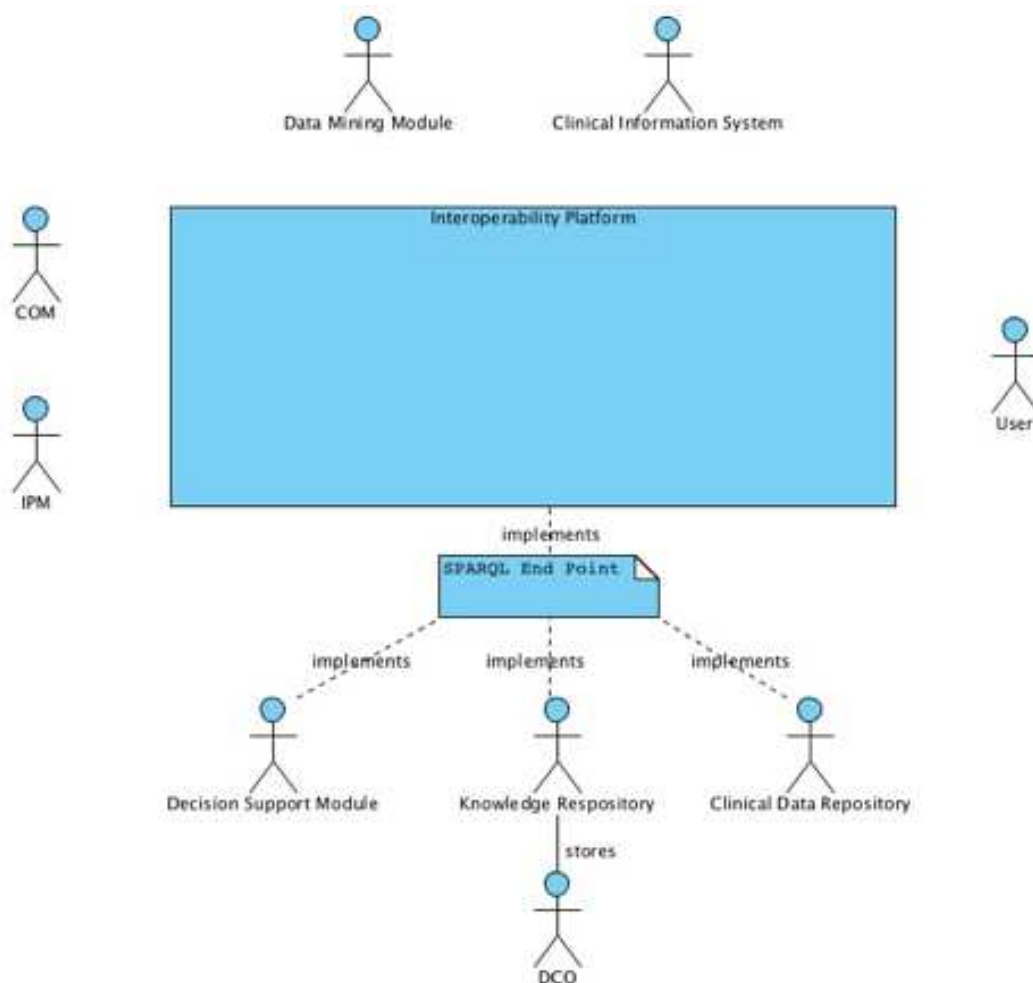 Data Mining Module
Clinical Information System
Interoperability Platform
COM
User
IPM
implements
SPARQL End Point
implements
implements
implements
Decision Support Module
Knowledge Respository
Clinical Data Repository
stores
DCO